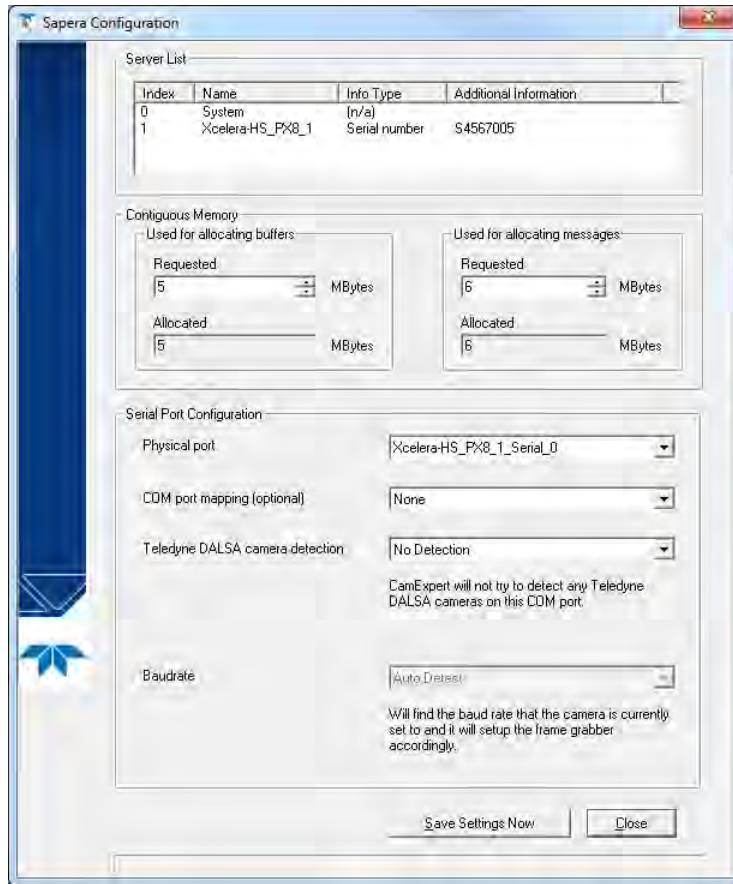 Sapera Configuration
Server List
Index Name Info Type Additional Information
0 System (n/a)
1 Xcelera-HS_PX8_1 Serial number S4567005
Contiguous Memory
Used for allocating buffers Used for allocating messages
Requested Requested
5 MBytes 6 MBytes
Allocated Allocated
5 MBytes 6 MBytes
Serial Port Configuration
Physical port Xcelera-HS_PX8_1_Serial_0
COM port mapping (optional) None
Teledyne DALSA camera detection No Detection
CamExpert will not try to detect any Teledyne
DALSA cameras on this COM port.
Baudrate Auto Detect
Will find the baud rate that the camera is currently
set to and it will setup the frame grabber
accordingly.
Save Settings Now Close